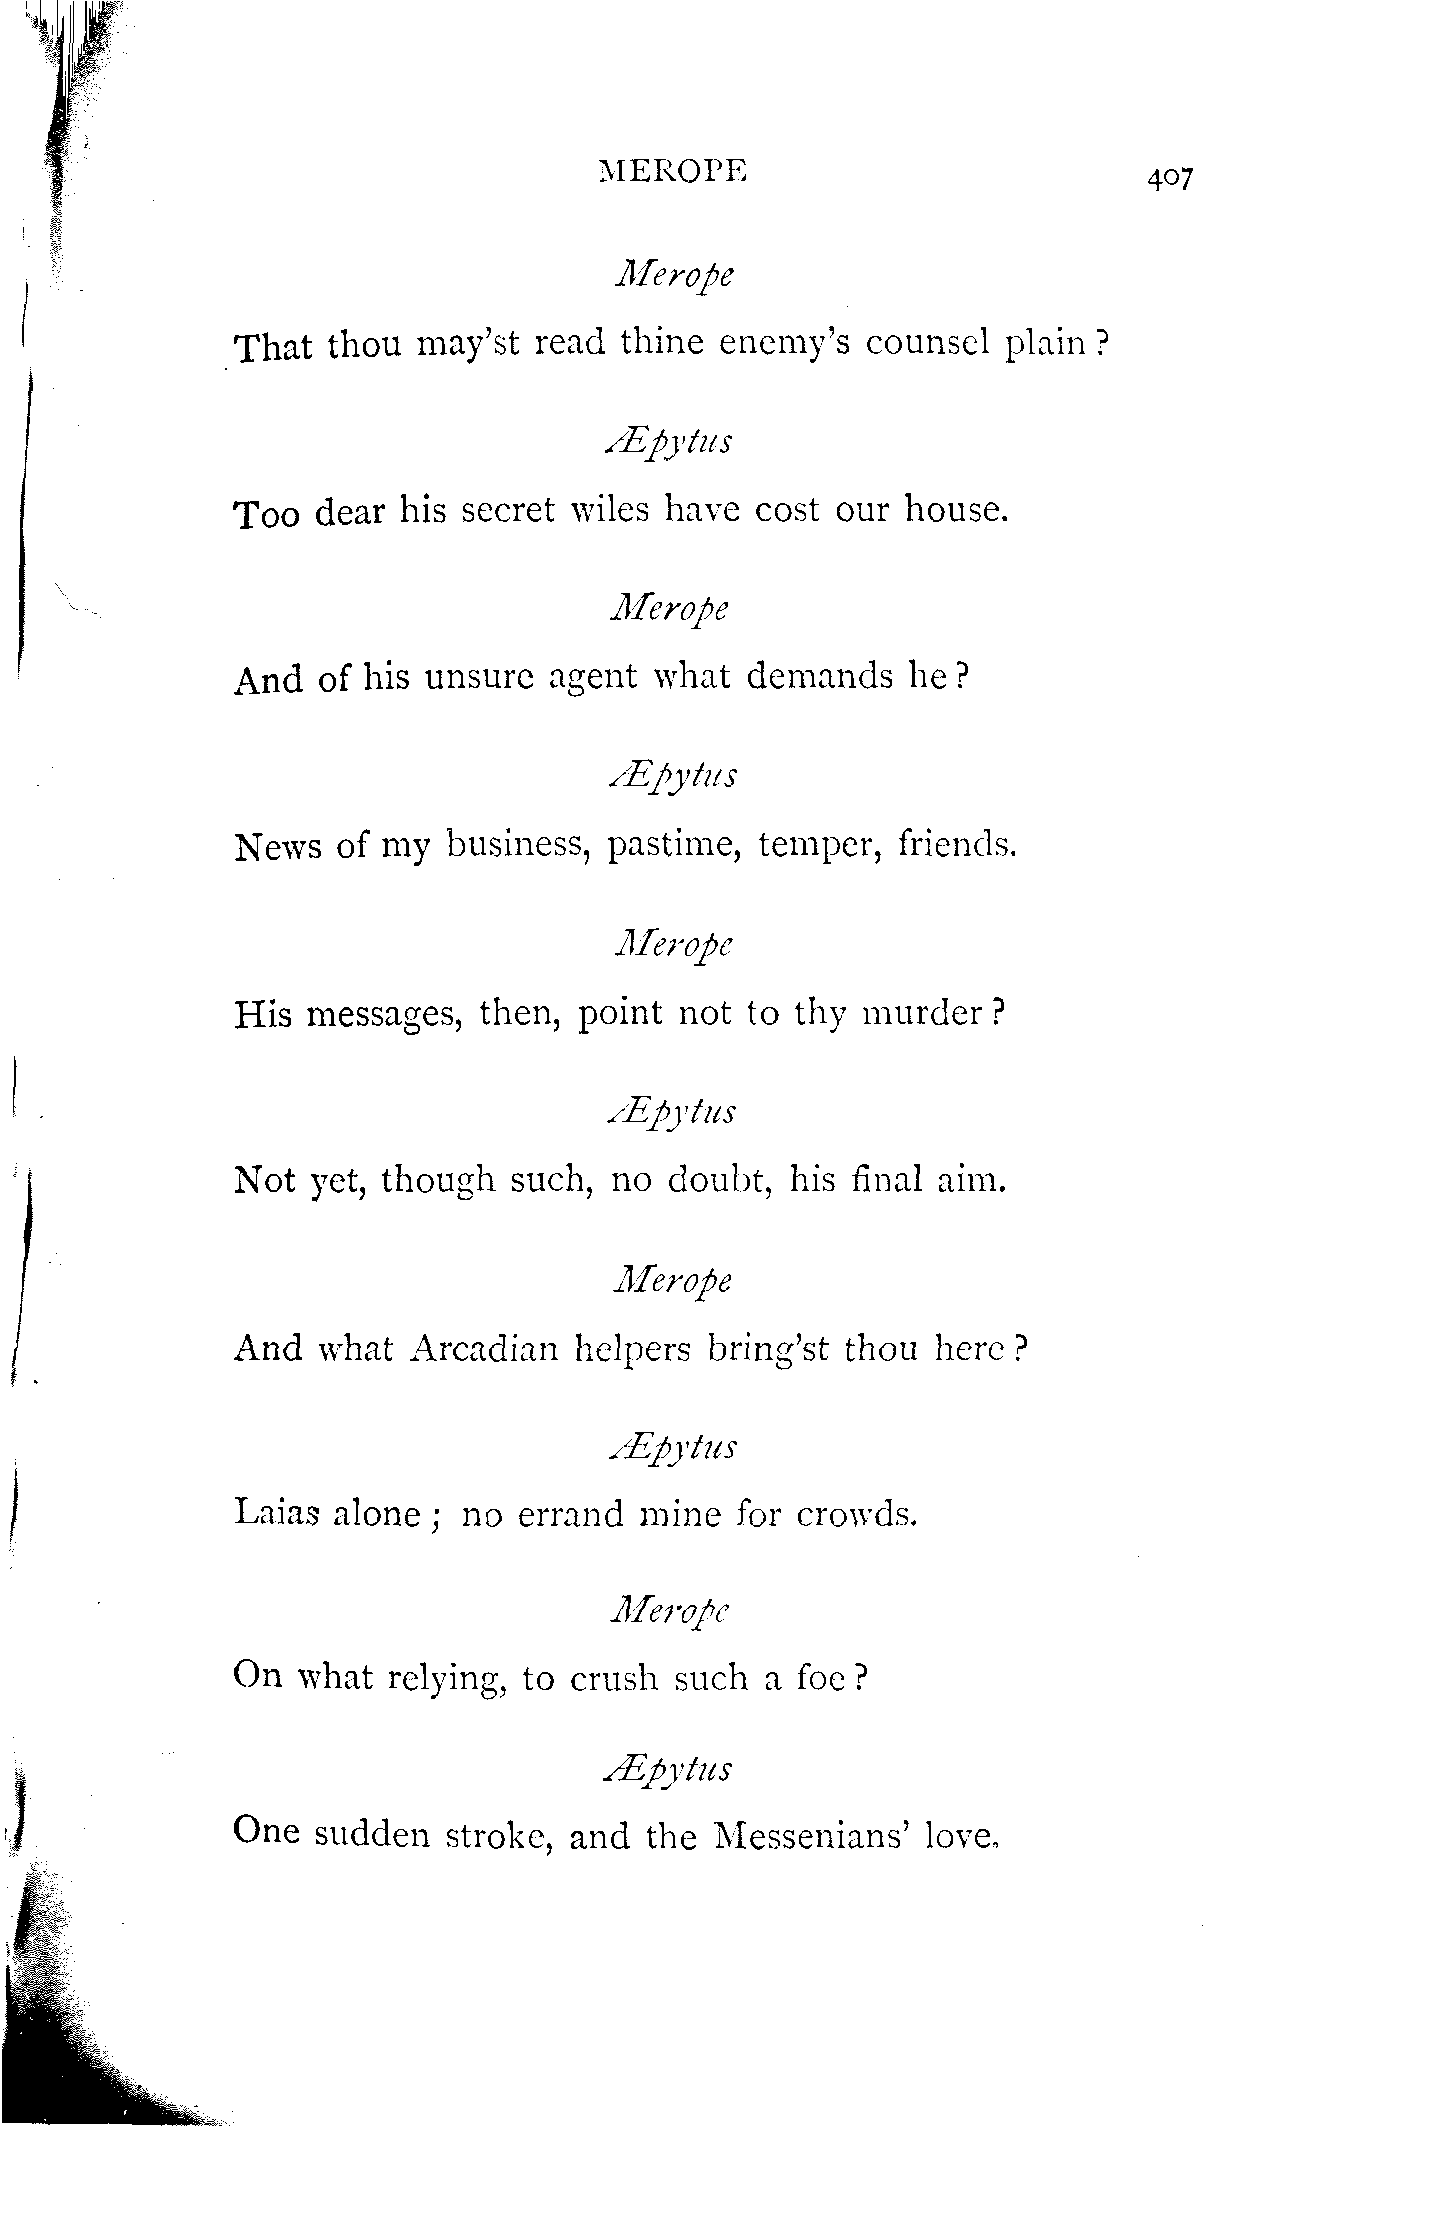 MEROPE 407
Merope
That thou may'st read thine enemy's counsel plain?
Æpytus
Too dear his secret wiles have cost our house.
Merope
And of his unsure agent what demands he?
Æpytus
News of my business, pastime, temper, friends.
Merope
His messages, then, point not to thy murder?
Æpytus
Not yet, though such, no doubt, his final aim.
Merope
And what Arcadian helpers bring'st thou here?
Æpytus
Laias alone; no errand mine for crowds.
Merope
On what relying, to crush such a foe?
Æpytus
One sudden stroke, and the Messenians' love.